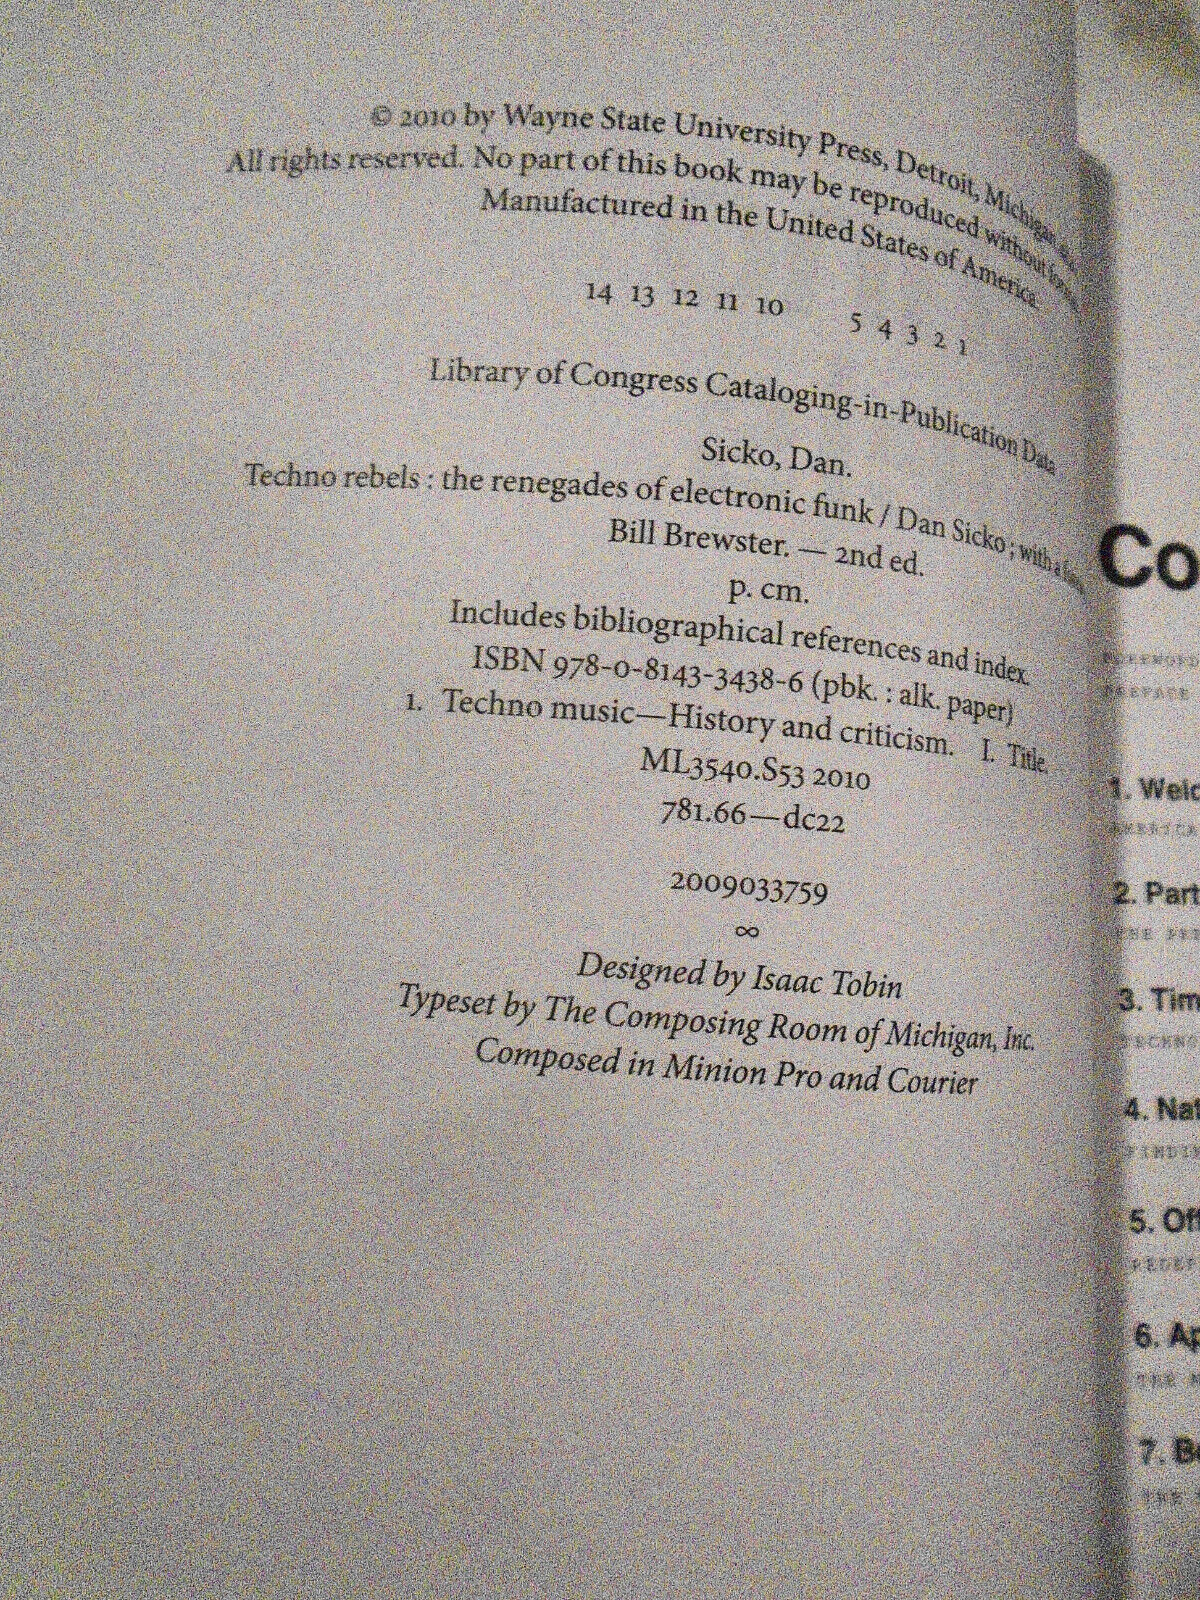 © 2010 by Wayne State University Press, Detroit, Michigan
All rights reserved. No part of this book may be reproduced without
Manufactured in the United States of America.
14 13 12 11 10 5 4 3 2 1
Library of Congress Cataloging-in-Publication Data
Sicko, Dan.
Techno rebels : the renegades of electronic funk / Dan Sicko ; with a
Bill Brewster. — 2nd ed.
p. cm.
Includes bibliographical references and index.
ISBN 978-0-8143-3438-6 (pbk. : alk. paper)
1. Techno music—History and criticism. I. Title.
ML3540.S53 2010
781.66—dc22
2009033759
∞
Designed by Isaac Tobin
Typeset by The Composing Room of Michigan, Inc.
Composed in Minion Pro and Courier
Co
PREFACE
1. Welc
2. Part
3. Tim
4. Nat
5. Off
6. Ap
7. Be